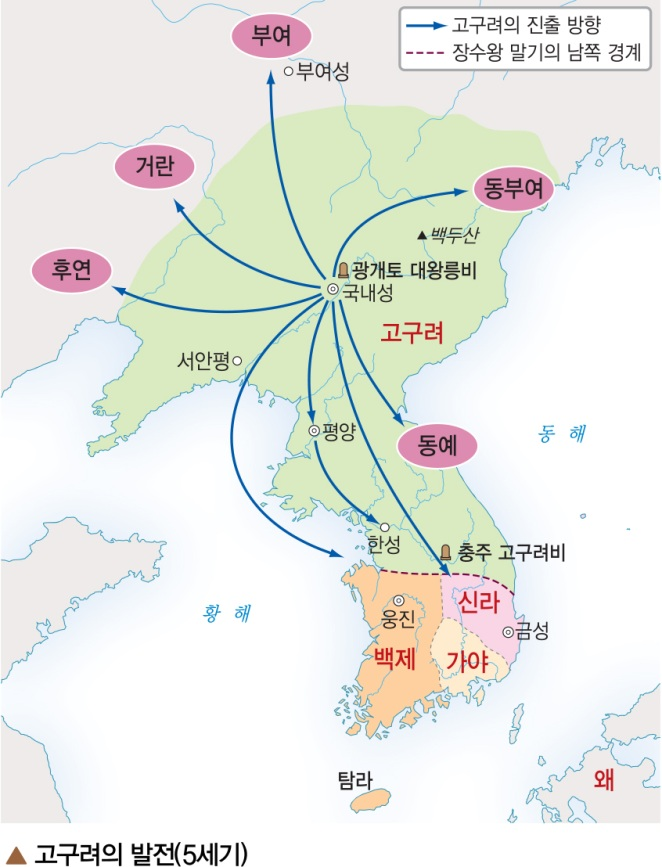 고구려의 진출 방향
장수왕 말기의 남쪽 경계
부여
부여성
거란
동부여
백두산
후연
광개토 대왕릉비
국내성
고구려
서안평
평양
동예
동 해
한성
충주 고구려비
황 해
신라
웅진
금성
백제
가야
탐라
왜
▲ 고구려의 발전(5세기)